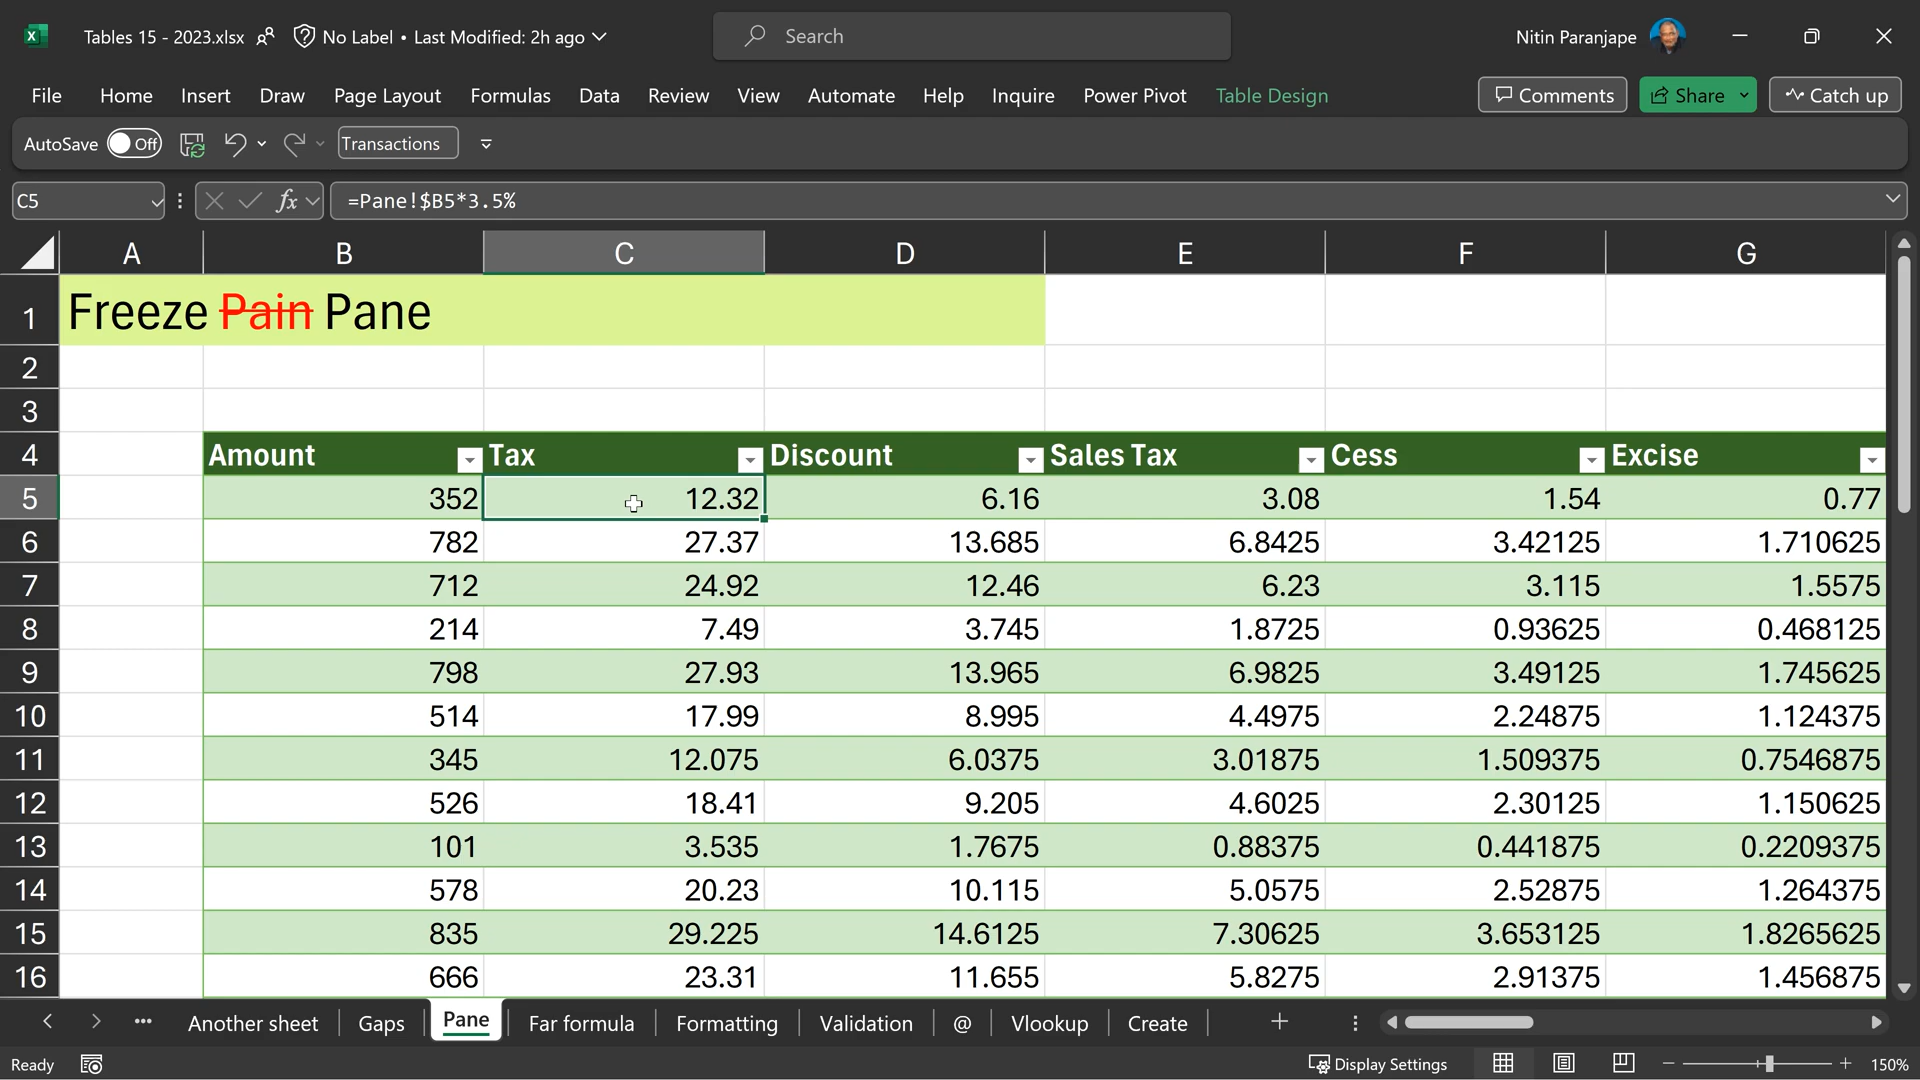 Tables 15 - 2023.xlsx No Label • Last Modified: 2h ago Search Nitin Paranjape
File Home Insert Draw Page Layout Formulas Data Review View Automate Help Inquire Power Pivot Table Design Comments Share Catch up
AutoSave Off Transactions
C5 fx =Pane!$B5*3.5%
A B C D E F G
1 Freeze Pain Pane
2
3
4 Amount Tax Discount Sales Tax Cess Excise
5 352 12.32 6.16 3.08 1.54 0.77
6 782 27.37 13.685 6.8425 3.42125 1.710625
7 712 24.92 12.46 6.23 3.115 1.5575
8 214 7.49 3.745 1.8725 0.93625 0.468125
9 798 27.93 13.965 6.9825 3.49125 1.745625
10 514 17.99 8.995 4.4975 2.24875 1.124375
11 345 12.075 6.0375 3.01875 1.509375 0.7546875
12 526 18.41 9.205 4.6025 2.30125 1.150625
13 101 3.535 1.7675 0.88375 0.441875 0.2209375
14 578 20.23 10.115 5.0575 2.52875 1.264375
15 835 29.225 14.6125 7.30625 3.653125 1.8265625
16 666 23.31 11.655 5.8275 2.91375 1.456875
Another sheet Gaps Pane Far formula Formatting Validation @ Vlookup Create
Ready Display Settings 150%